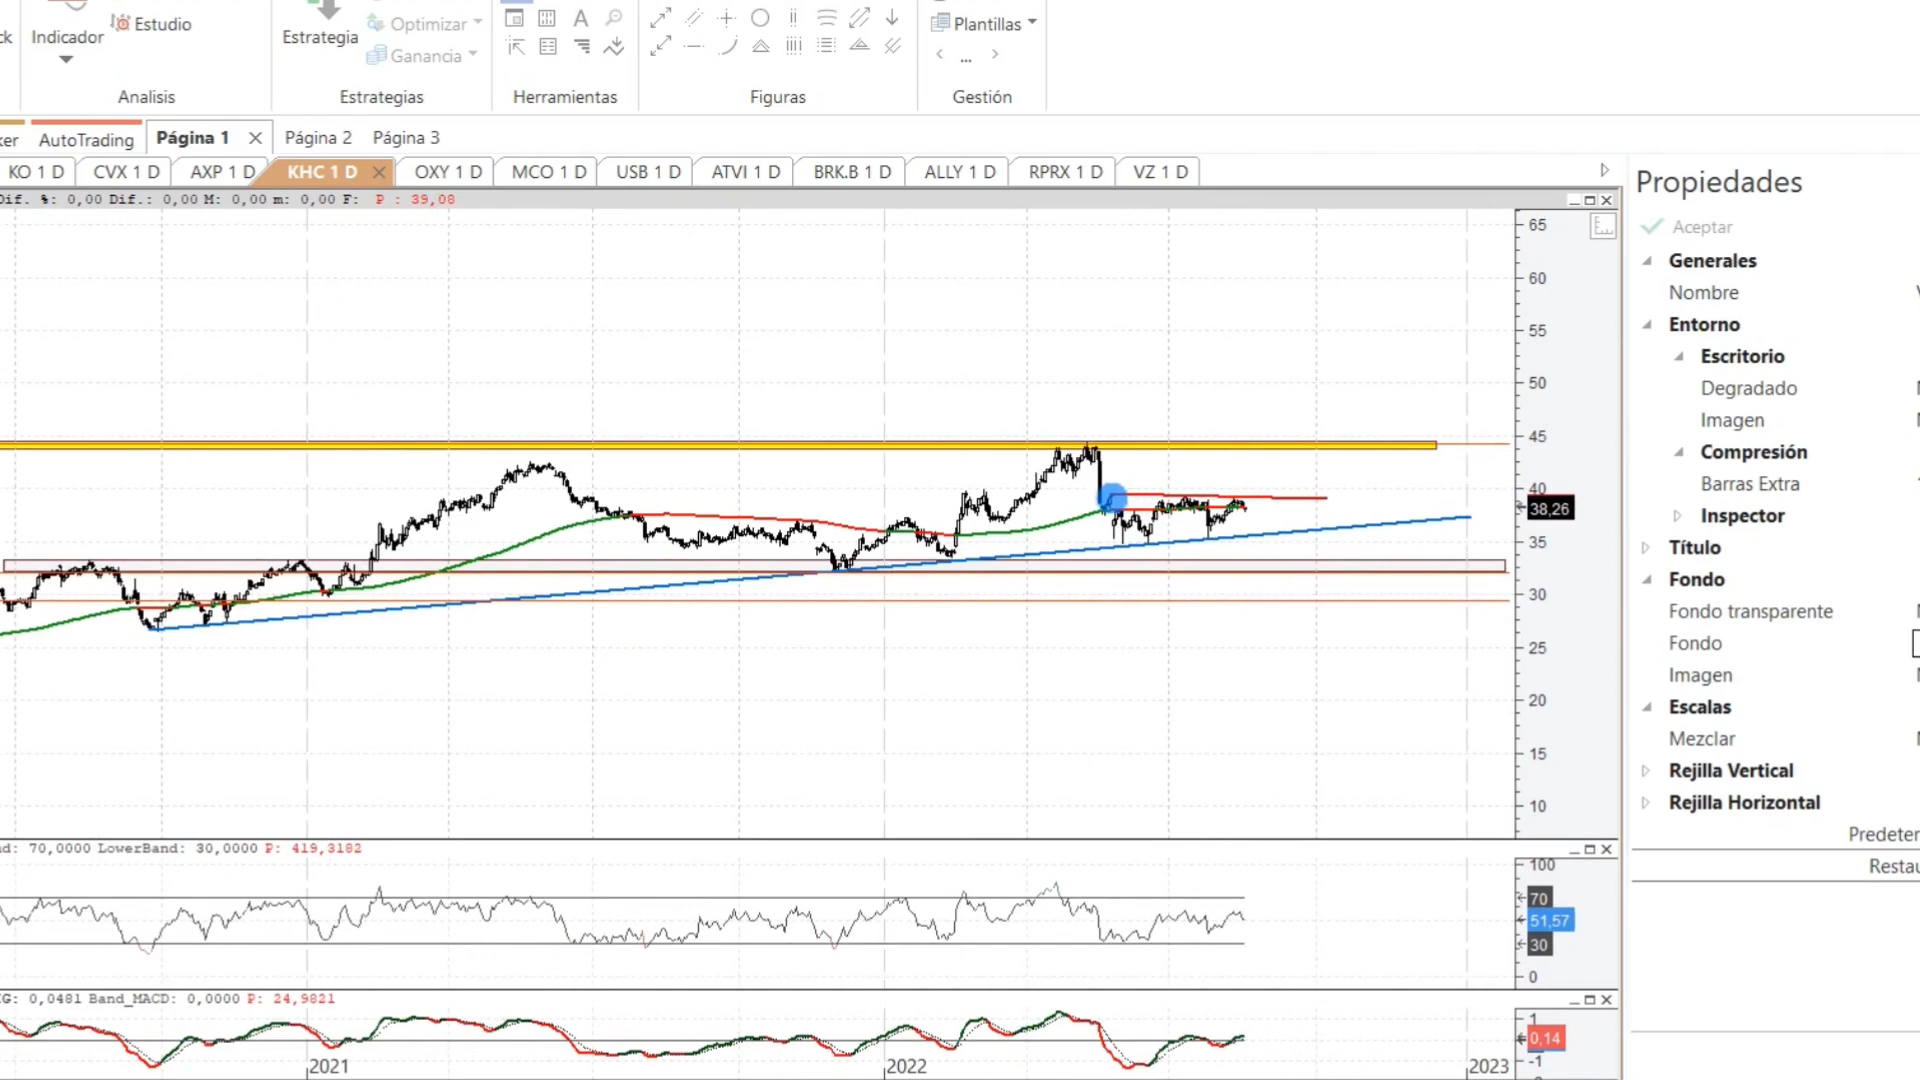 ck
Indicador
Estudio
Analisis
Estrategia
Optimizar
Ganancia
Estrategias
A
Herramientas
Figuras
Plantillas
< ... >
Gestión
ker
AutoTrading
Página 1
Página 2
Página 3
KO 1 D
CVX 1 D
AXP 1 D
KHC 1 D
OXY 1 D
MCO 1 D
USB 1 D
ATVI 1 D
BRK.B 1 D
ALLY 1 D
RPRX 1 D
VZ 1 D
Dif. %: 0,00 Dif.: 0,00 M: 0,00 m: 0,00 F: P : 39,08
65
60
55
50
45
40
38,26
35
30
25
20
15
10
nd: 70,0000 LowerBand: 30,0000 P: 419,3182
100
70
51,57
30
0
IG: 0,0481 Band_MACD: 0,0000 P: 24,9821
1
0,14
-1
2021
2022
2023
Propiedades
Aceptar
Generales
Nombre
Entorno
Escritorio
Degradado
Imagen
Compresión
Barras Extra
Inspector
Título
Fondo
Fondo transparente
Fondo
Imagen
Escalas
Mezclar
Rejilla Vertical
Rejilla Horizontal
Predeter
Restau